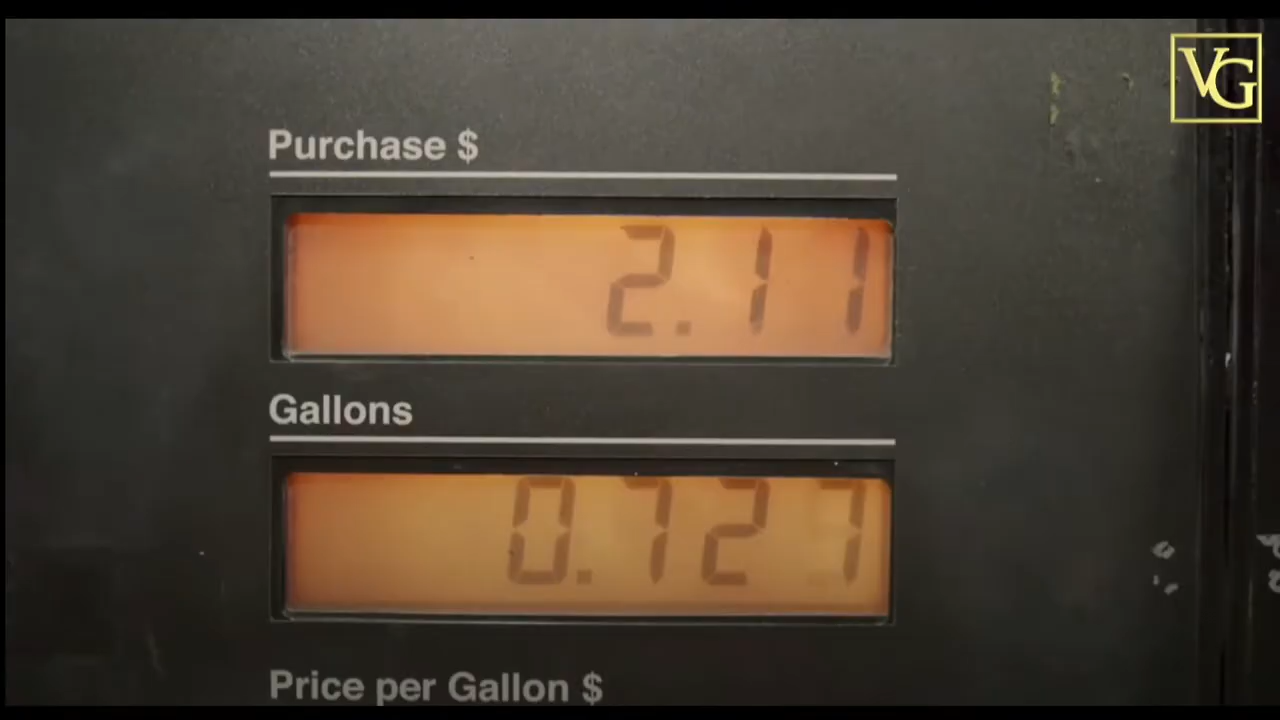 VG
Purchase $
2.11
Gallons
0.727
Price per Gallon $